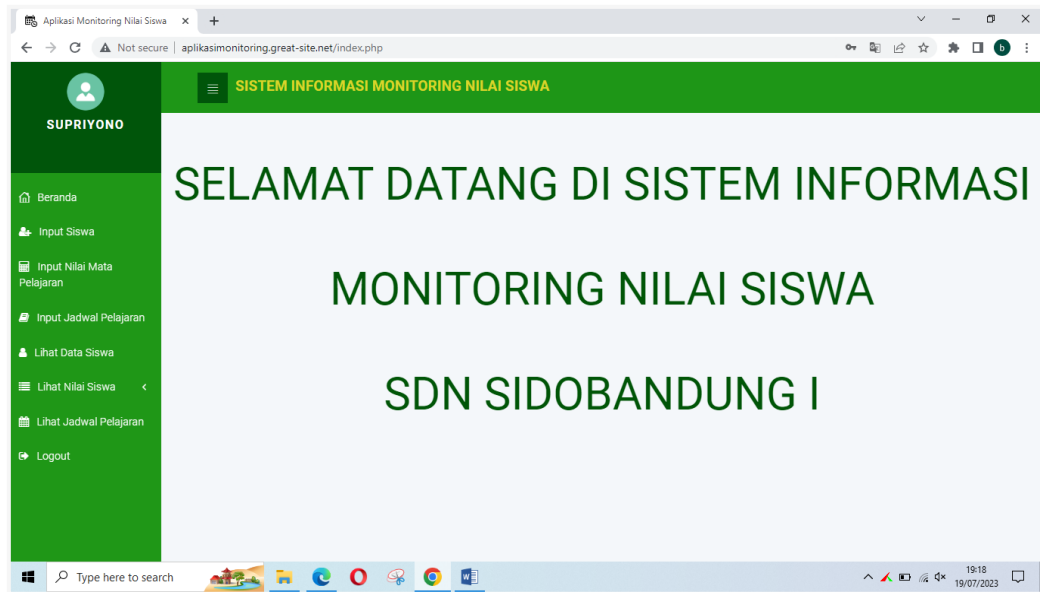 Aplikasi Monitoring Nilai Siswa
Not secure | aplikasimonitoring.great-site.net/index.php
b
SUPRIYONO
SISTEM INFORMASI MONITORING NILAI SISWA
Beranda
Input Siswa
Input Nilai Mata
Pelajaran
Input Jadwal Pelajaran
Lihat Data Siswa
Lihat Nilai Siswa
Lihat Jadwal Pelajaran
Logout
SELAMAT DATANG DI SISTEM INFORMASI
MONITORING NILAI SISWA
SDN SIDOBANDUNG I
Type here to search
19:18
19/07/2023